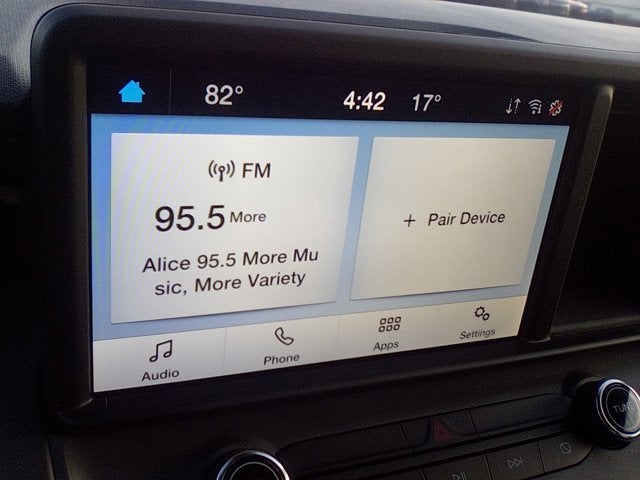 82° 4:42 17°
FM
95.5 More
Alice 95.5 More Mu
sic, More Variety
+ Pair Device
Audio Phone Apps Settings
TUNE